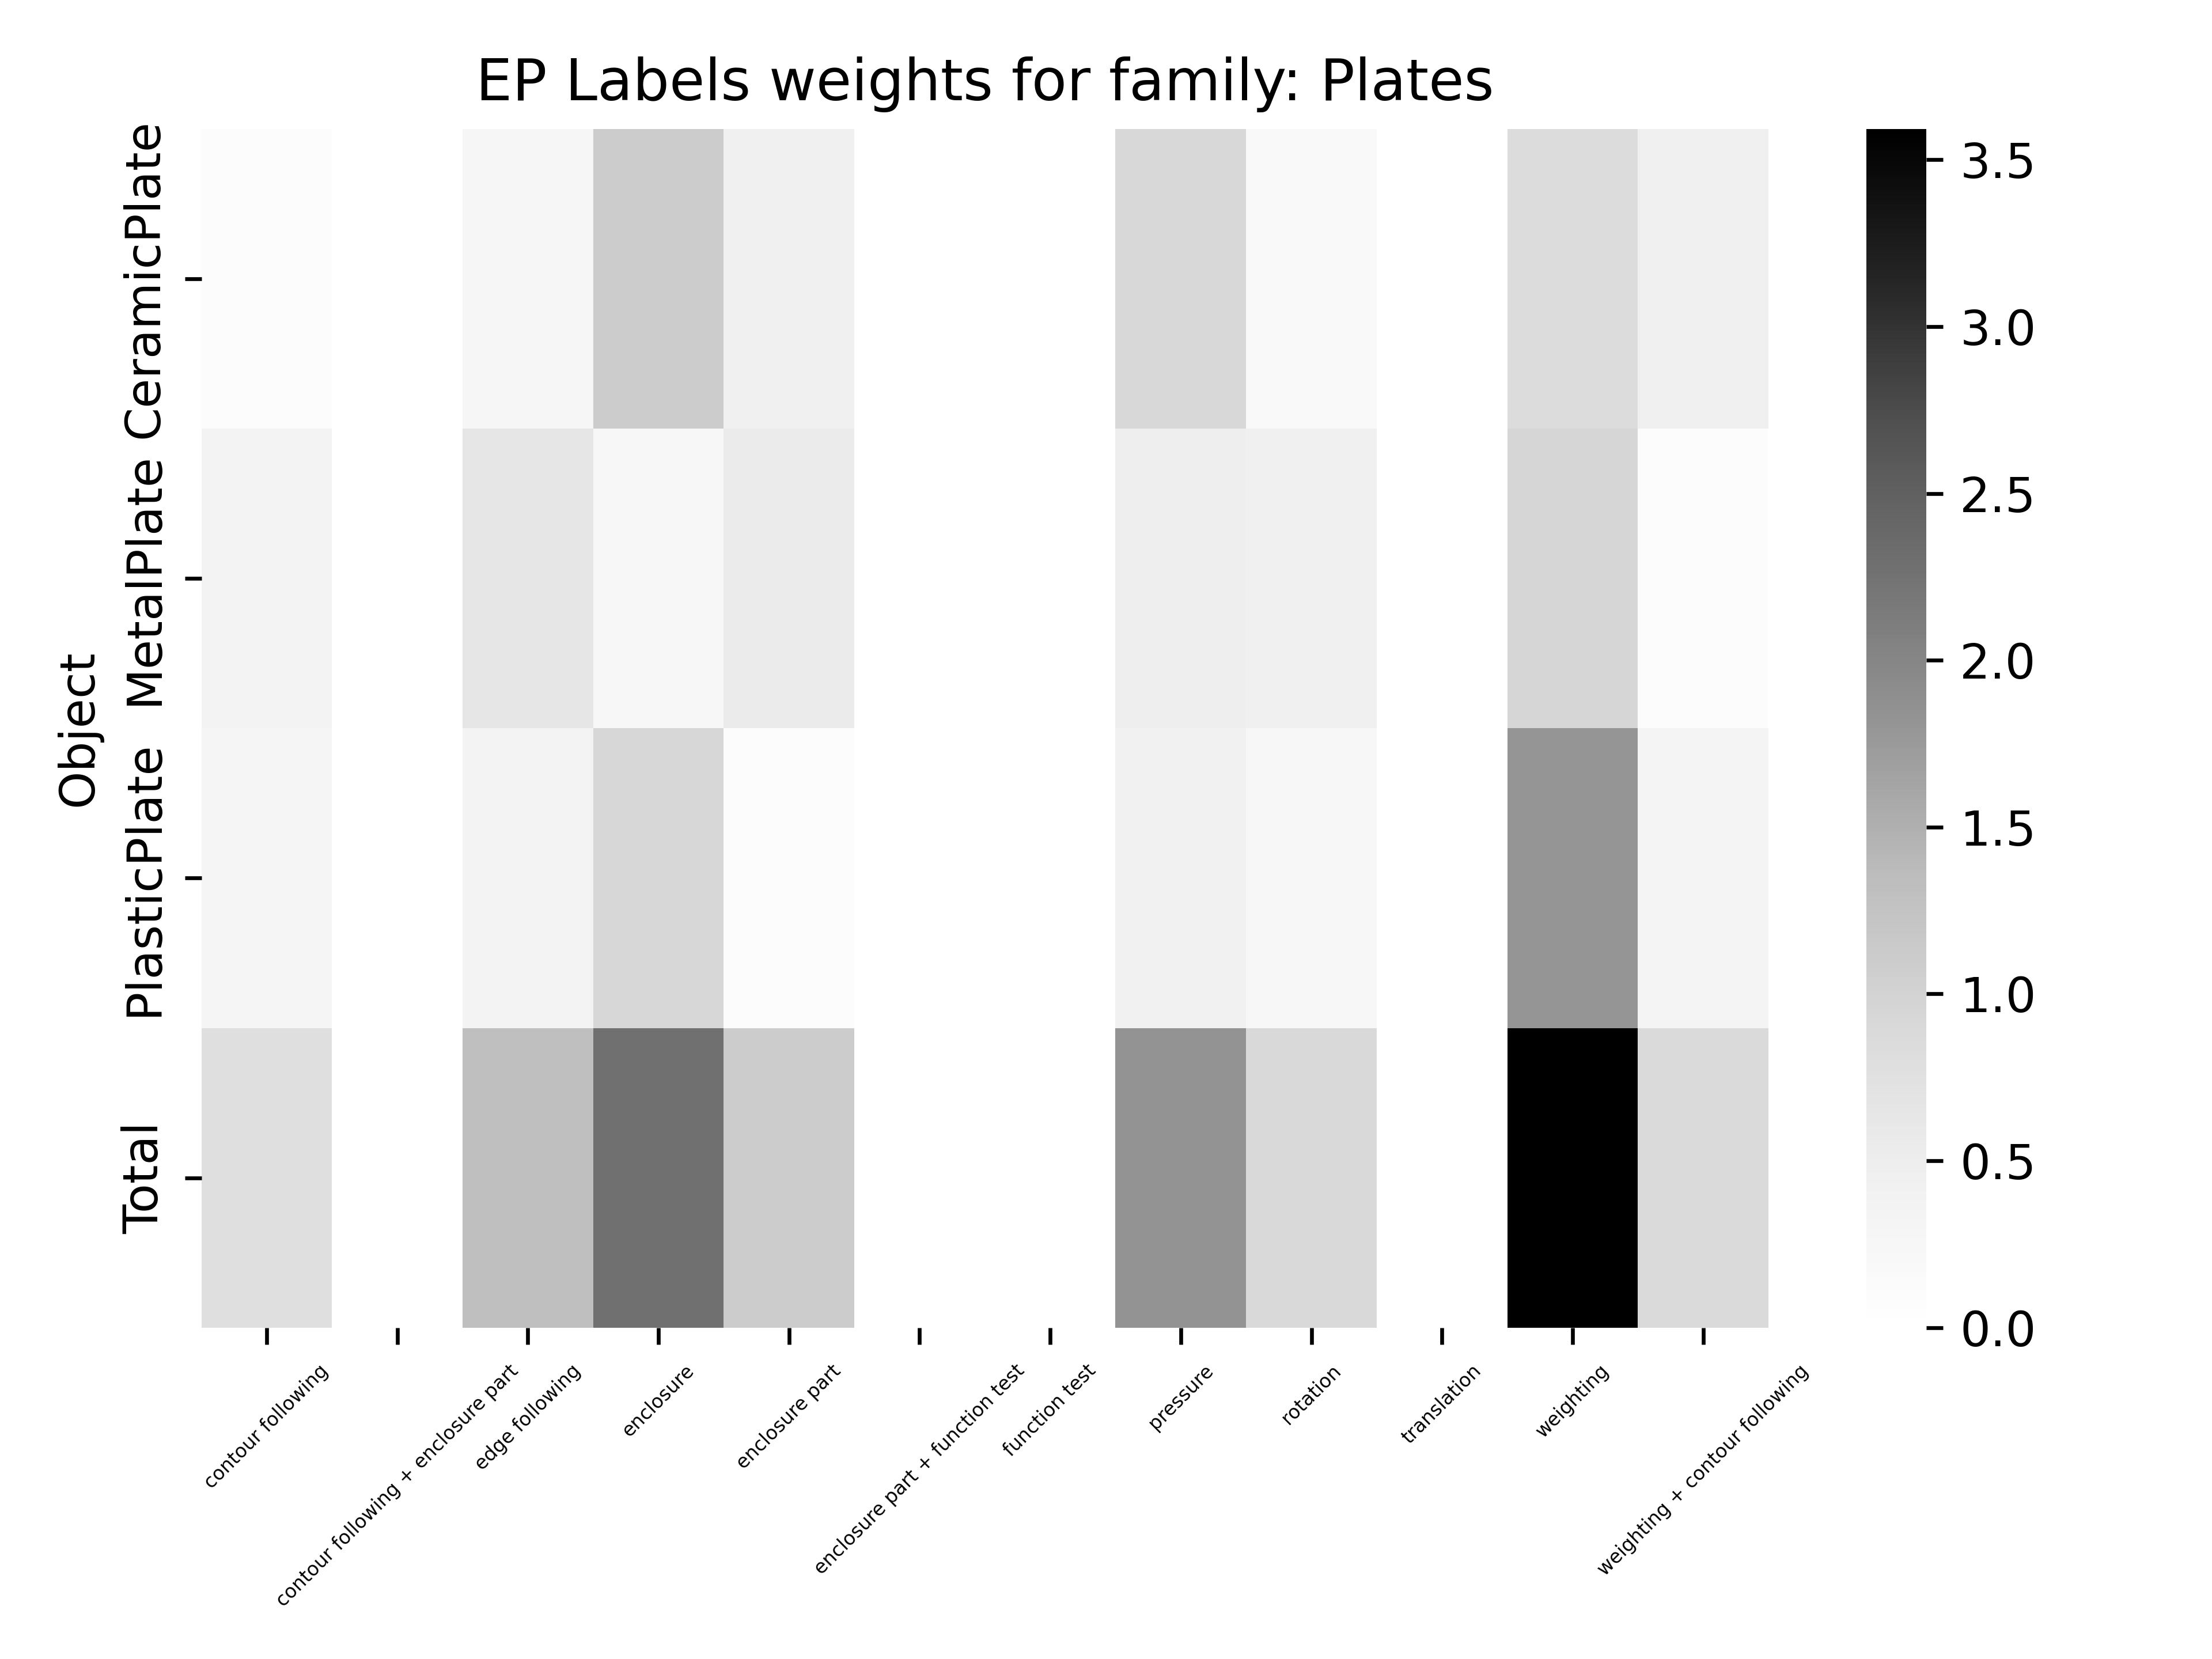 EP Labels weights for family: Plates
Object
CeramicPlate
MetalPlate
PlasticPlate
Total
3.5
3.0
2.5
2.0
1.5
1.0
0.5
0.0
contour following
contour following + enclosure part
edge following
enclosure
enclosure part
enclosure part + function test
function test
pressure
rotation
translation
weighting
weighting + contour following